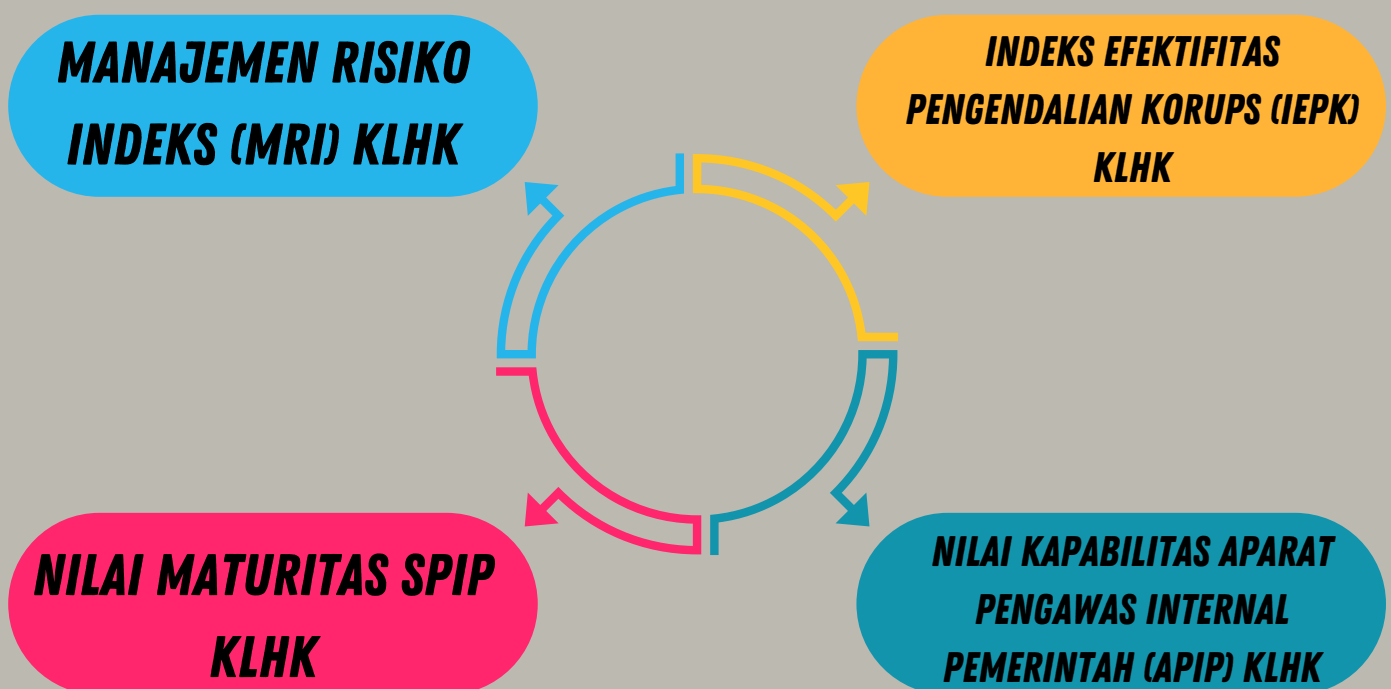 MANAJEMEN RISIKO
INDEKS (MRI) KLHK
INDEKS EFEKTIFITAS
PENGENDALIAN KORUPS (IEPK)
KLHK
NILAI MATURITAS SPIP
KLHK
NILAI KAPABILITAS APARAT
PENGAWAS INTERNAL
PEMERINTAH (APIP) KLHK